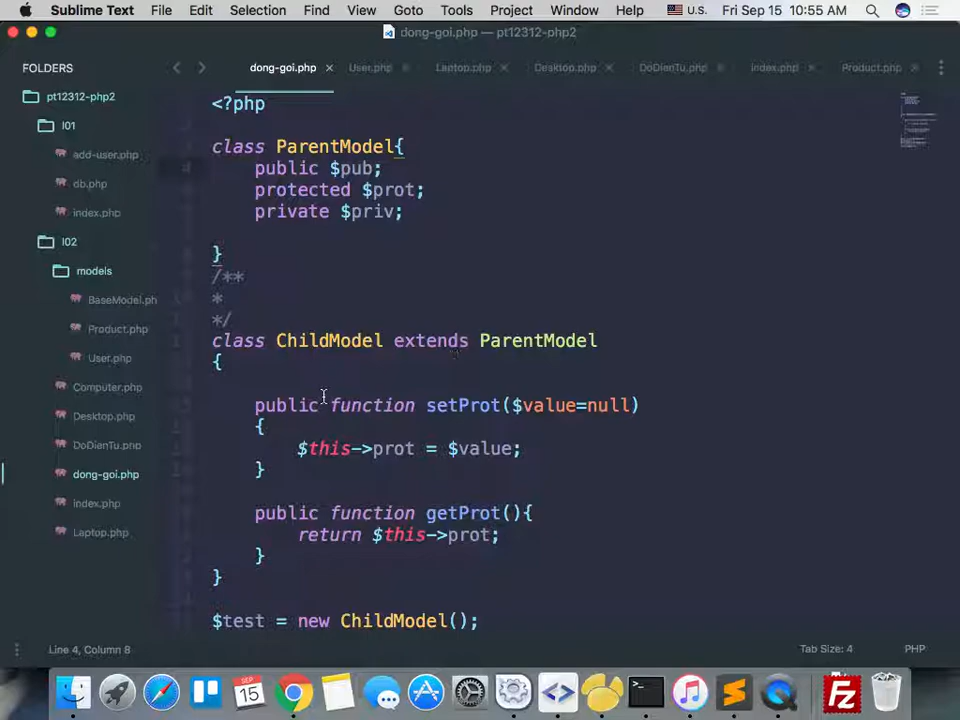 Sublime Text File Edit Selection Find View Goto Tools Project Window Help U.S. Fri Sep 15 10:55 AM
dong-goi.php — pt12312-php2
FOLDERS
pt12312-php2
l01
add-user.php
db.php
index.php
l02
models
BaseModel.ph
Product.php
User.php
Computer.php
Desktop.php
DoDienTu.php
dong-goi.php
index.php
Laptop.php
dong-goi.php × User.php Laptop.php × Desktop.php × DoDienTu.php Index.php Product.php ×
<?php
class ParentModel{
public $pub;
protected $prot;
private $priv;
}
/**
*
*/
class ChildModel extends ParentModel
{
public function setProt($value=null)
{
$this->prot = $value;
}
public function getProt(){
return $this->prot;
}
}
$test = new ChildModel();
Line 4, Column 8 Tab Size: 4 PHP
SEP
15
Fz